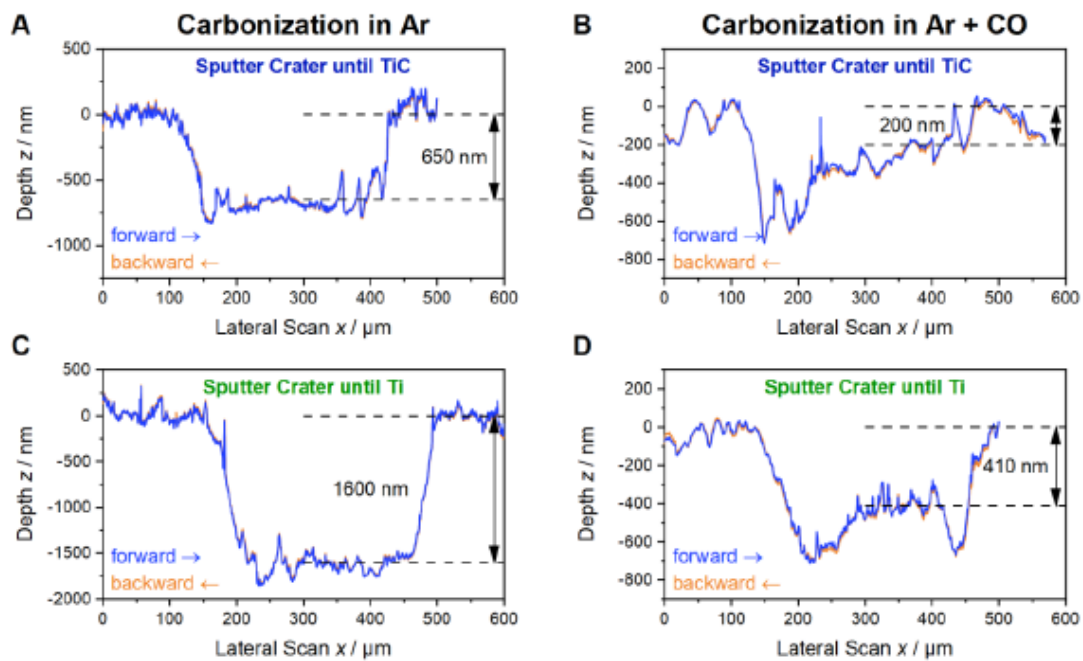 Carbonization in Ar
Carbonization in Ar + CO
A
Sputter Crater until TiC
500
0
-500
-1000
Depth z / nm
650 nm
forward →
backward ←
0 100 200 300 400 500 600
Lateral Scan x / µm
B
Sputter Crater until TiC
200
0
-200
-400
-600
-800
Depth z / nm
200 nm
forward →
backward ←
0 100 200 300 400 500 600
Lateral Scan x / µm
C
Sputter Crater until Ti
500
0
-500
-1000
-1500
-2000
Depth z / nm
1600 nm
forward →
backward ←
0 100 200 300 400 500 600
Lateral Scan x / µm
D
Sputter Crater until Ti
200
0
-200
-400
-600
-800
Depth z / nm
410 nm
forward →
backward ←
0 100 200 300 400 500 600
Lateral Scan x / µm